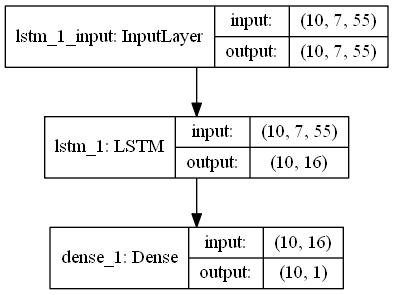 lstm_1_input: InputLayer
input: (10, 7, 55)
output: (10, 7, 55)
lstm_1: LSTM
input: (10, 7, 55)
output: (10, 16)
dense_1: Dense
input: (10, 16)
output: (10, 1)